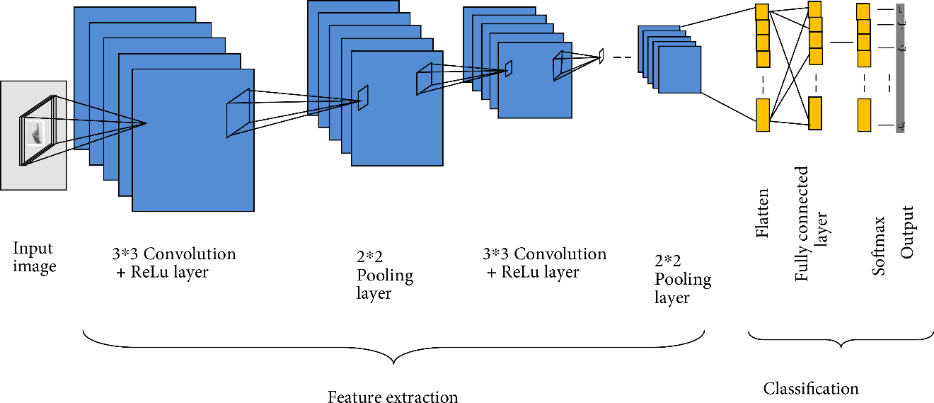 Input
image
3*3 Convolution
+ ReLu layer
2*2
Pooling
layer
3*3 Convolution
+ ReLu layer
2*2
Pooling
layer
Flatten
Fully connected
layer
Softmax
Output
Feature extraction
Classification